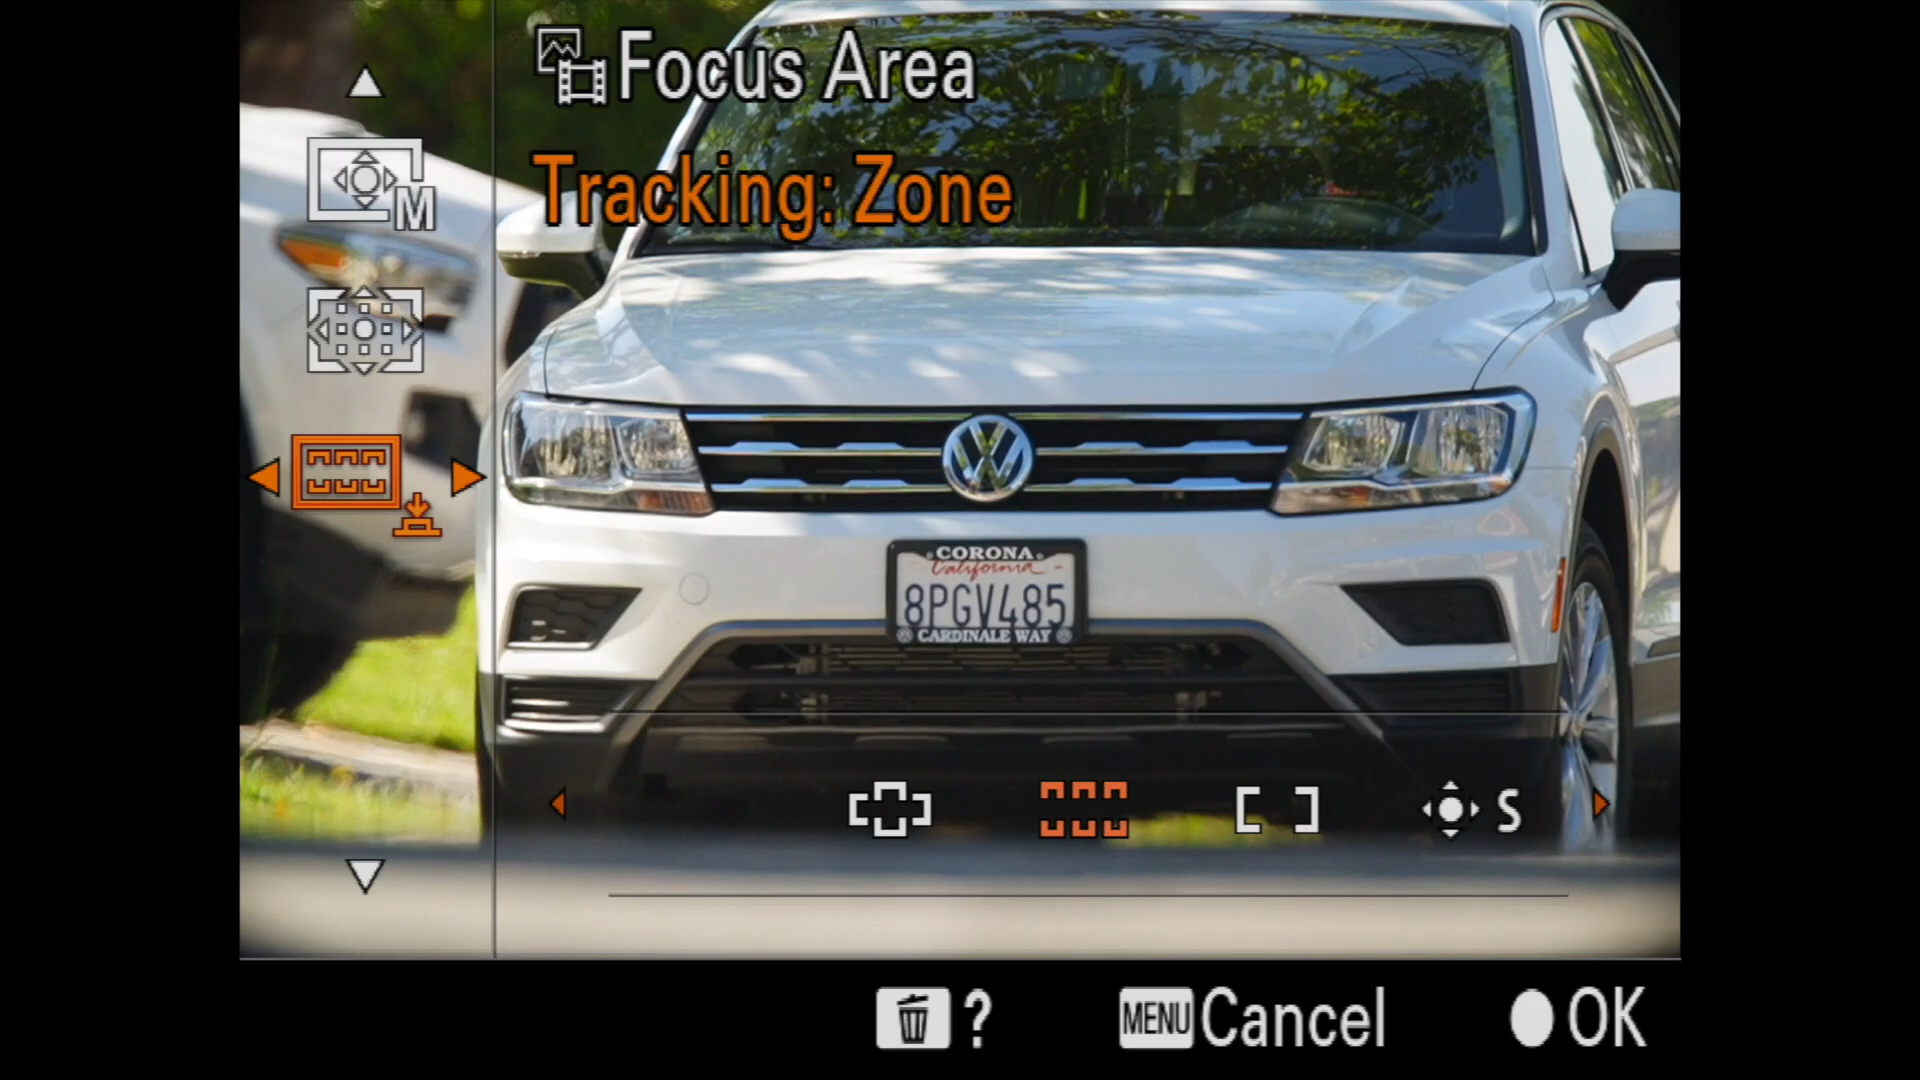 Focus Area
M
Tracking: Zone
CORONA
California
8PGV485
CARDINALE WAY
S
?
MENU Cancel
OK